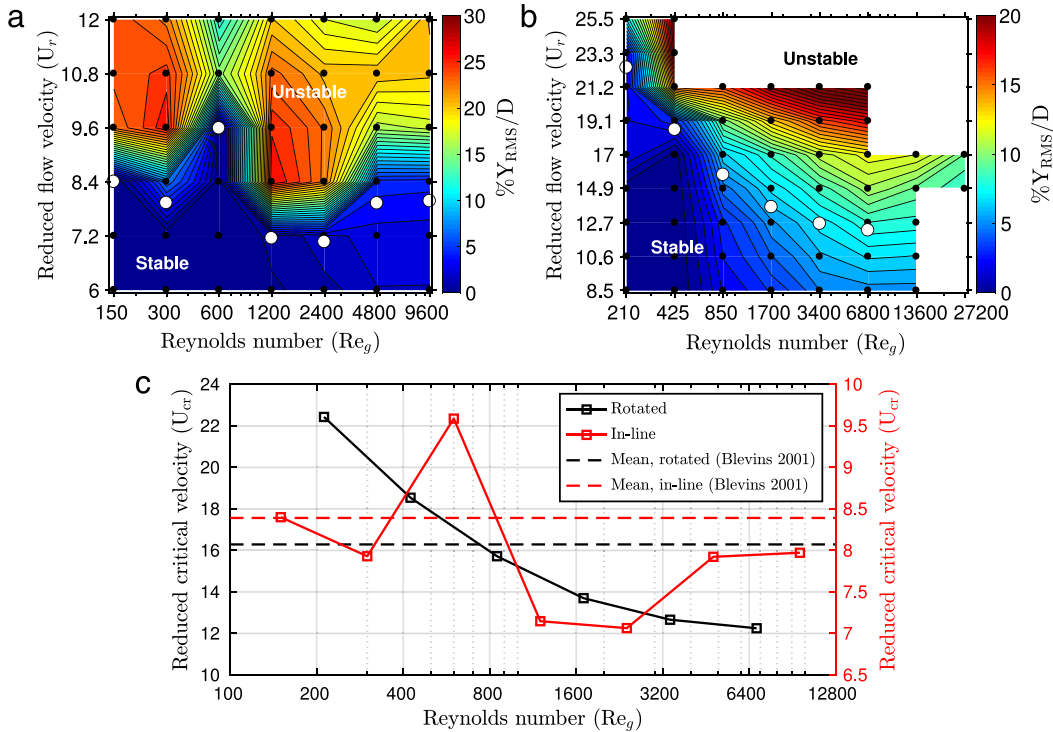 a
12
10.8
9.6
8.4
7.2
6
Reduced flow velocity (Uᵣ)
150 300 600 1200 2400 4800 9600
Reynolds number (Re_g)
Unstable
Stable
30
25
20
15
10
5
0
%Y_RMS/D
b
25.5
23.3
21.2
19.1
17
14.9
12.7
10.6
8.5
Reduced flow velocity (Uᵣ)
210 425 850 1700 3400 6800 13600 27200
Reynolds number (Re_g)
Unstable
Stable
20
15
10
5
0
%Y_RMS/D
c
24
22
20
18
16
14
12
10
Reduced critical velocity (U_cr)
100 200 400 800 1600 3200 6400 12800
Reynolds number (Re_g)
Rotated
In-line
Mean, rotated (Blevins 2001)
Mean, in-line (Blevins 2001)
10
9.5
9
8.5
8
7.5
7
6.5
Reduced critical velocity (U_cr)